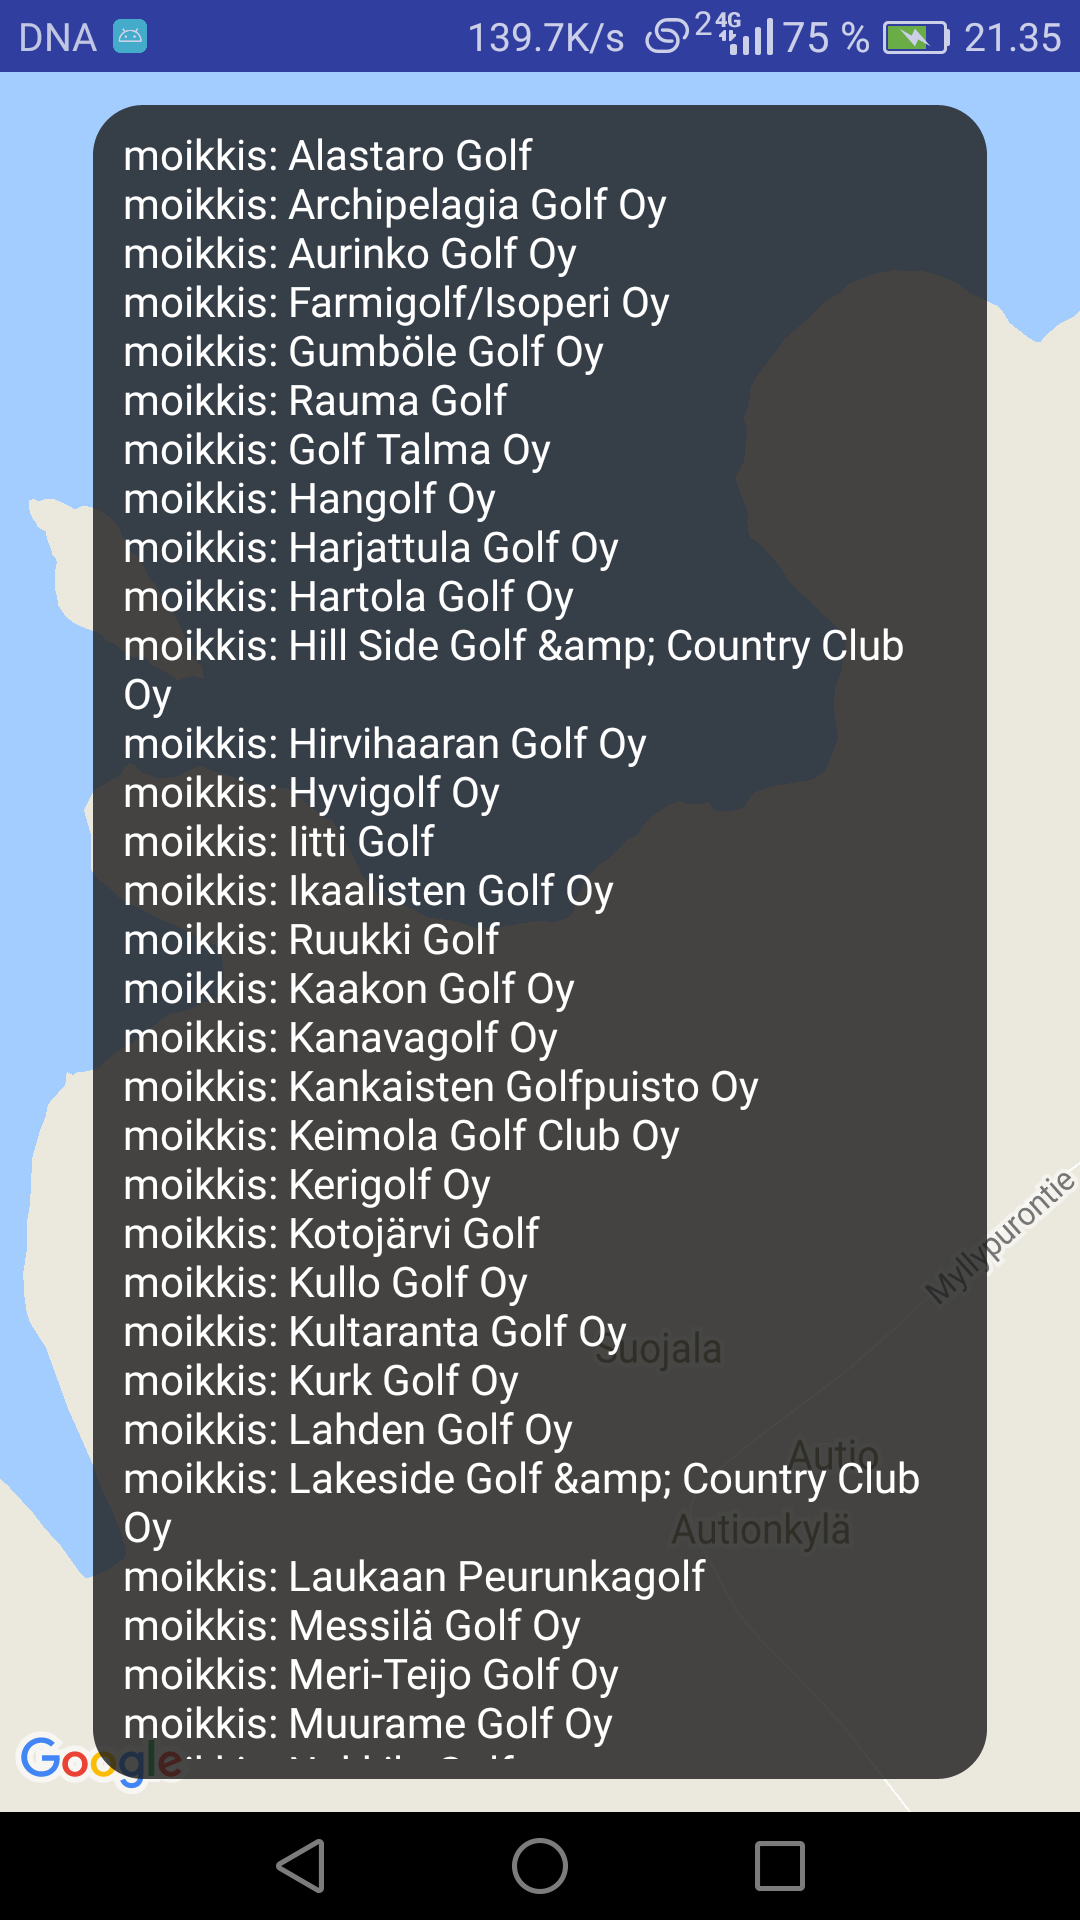 DNA 139.7K/s 2 4G 75 % 21.35
moikkis: Alastaro Golf
moikkis: Archipelagia Golf Oy
moikkis: Aurinko Golf Oy
moikkis: Farmigolf/Isoperi Oy
moikkis: Gumböle Golf Oy
moikkis: Rauma Golf
moikkis: Golf Talma Oy
moikkis: Hangolf Oy
moikkis: Harjattula Golf Oy
moikkis: Hartola Golf Oy
moikkis: Hill Side Golf &amp; Country Club
Oy
moikkis: Hirvihaaran Golf Oy
moikkis: Hyvigolf Oy
moikkis: Iitti Golf
moikkis: Ikaalisten Golf Oy
moikkis: Ruukki Golf
moikkis: Kaakon Golf Oy
moikkis: Kanavagolf Oy
moikkis: Kankaisten Golfpuisto Oy
moikkis: Keimola Golf Club Oy
moikkis: Kerigolf Oy
moikkis: Kotojärvi Golf
moikkis: Kullo Golf Oy
moikkis: Kultaranta Golf Oy
moikkis: Kurk Golf Oy
moikkis: Lahden Golf Oy
moikkis: Lakeside Golf &amp; Country Club
Oy
moikkis: Laukaan Peurunkagolf
moikkis: Messilä Golf Oy
moikkis: Meri-Teijo Golf Oy
moikkis: Muurame Golf Oy
Myllypurontie
Suojala
Autio
Autionkylä
Google